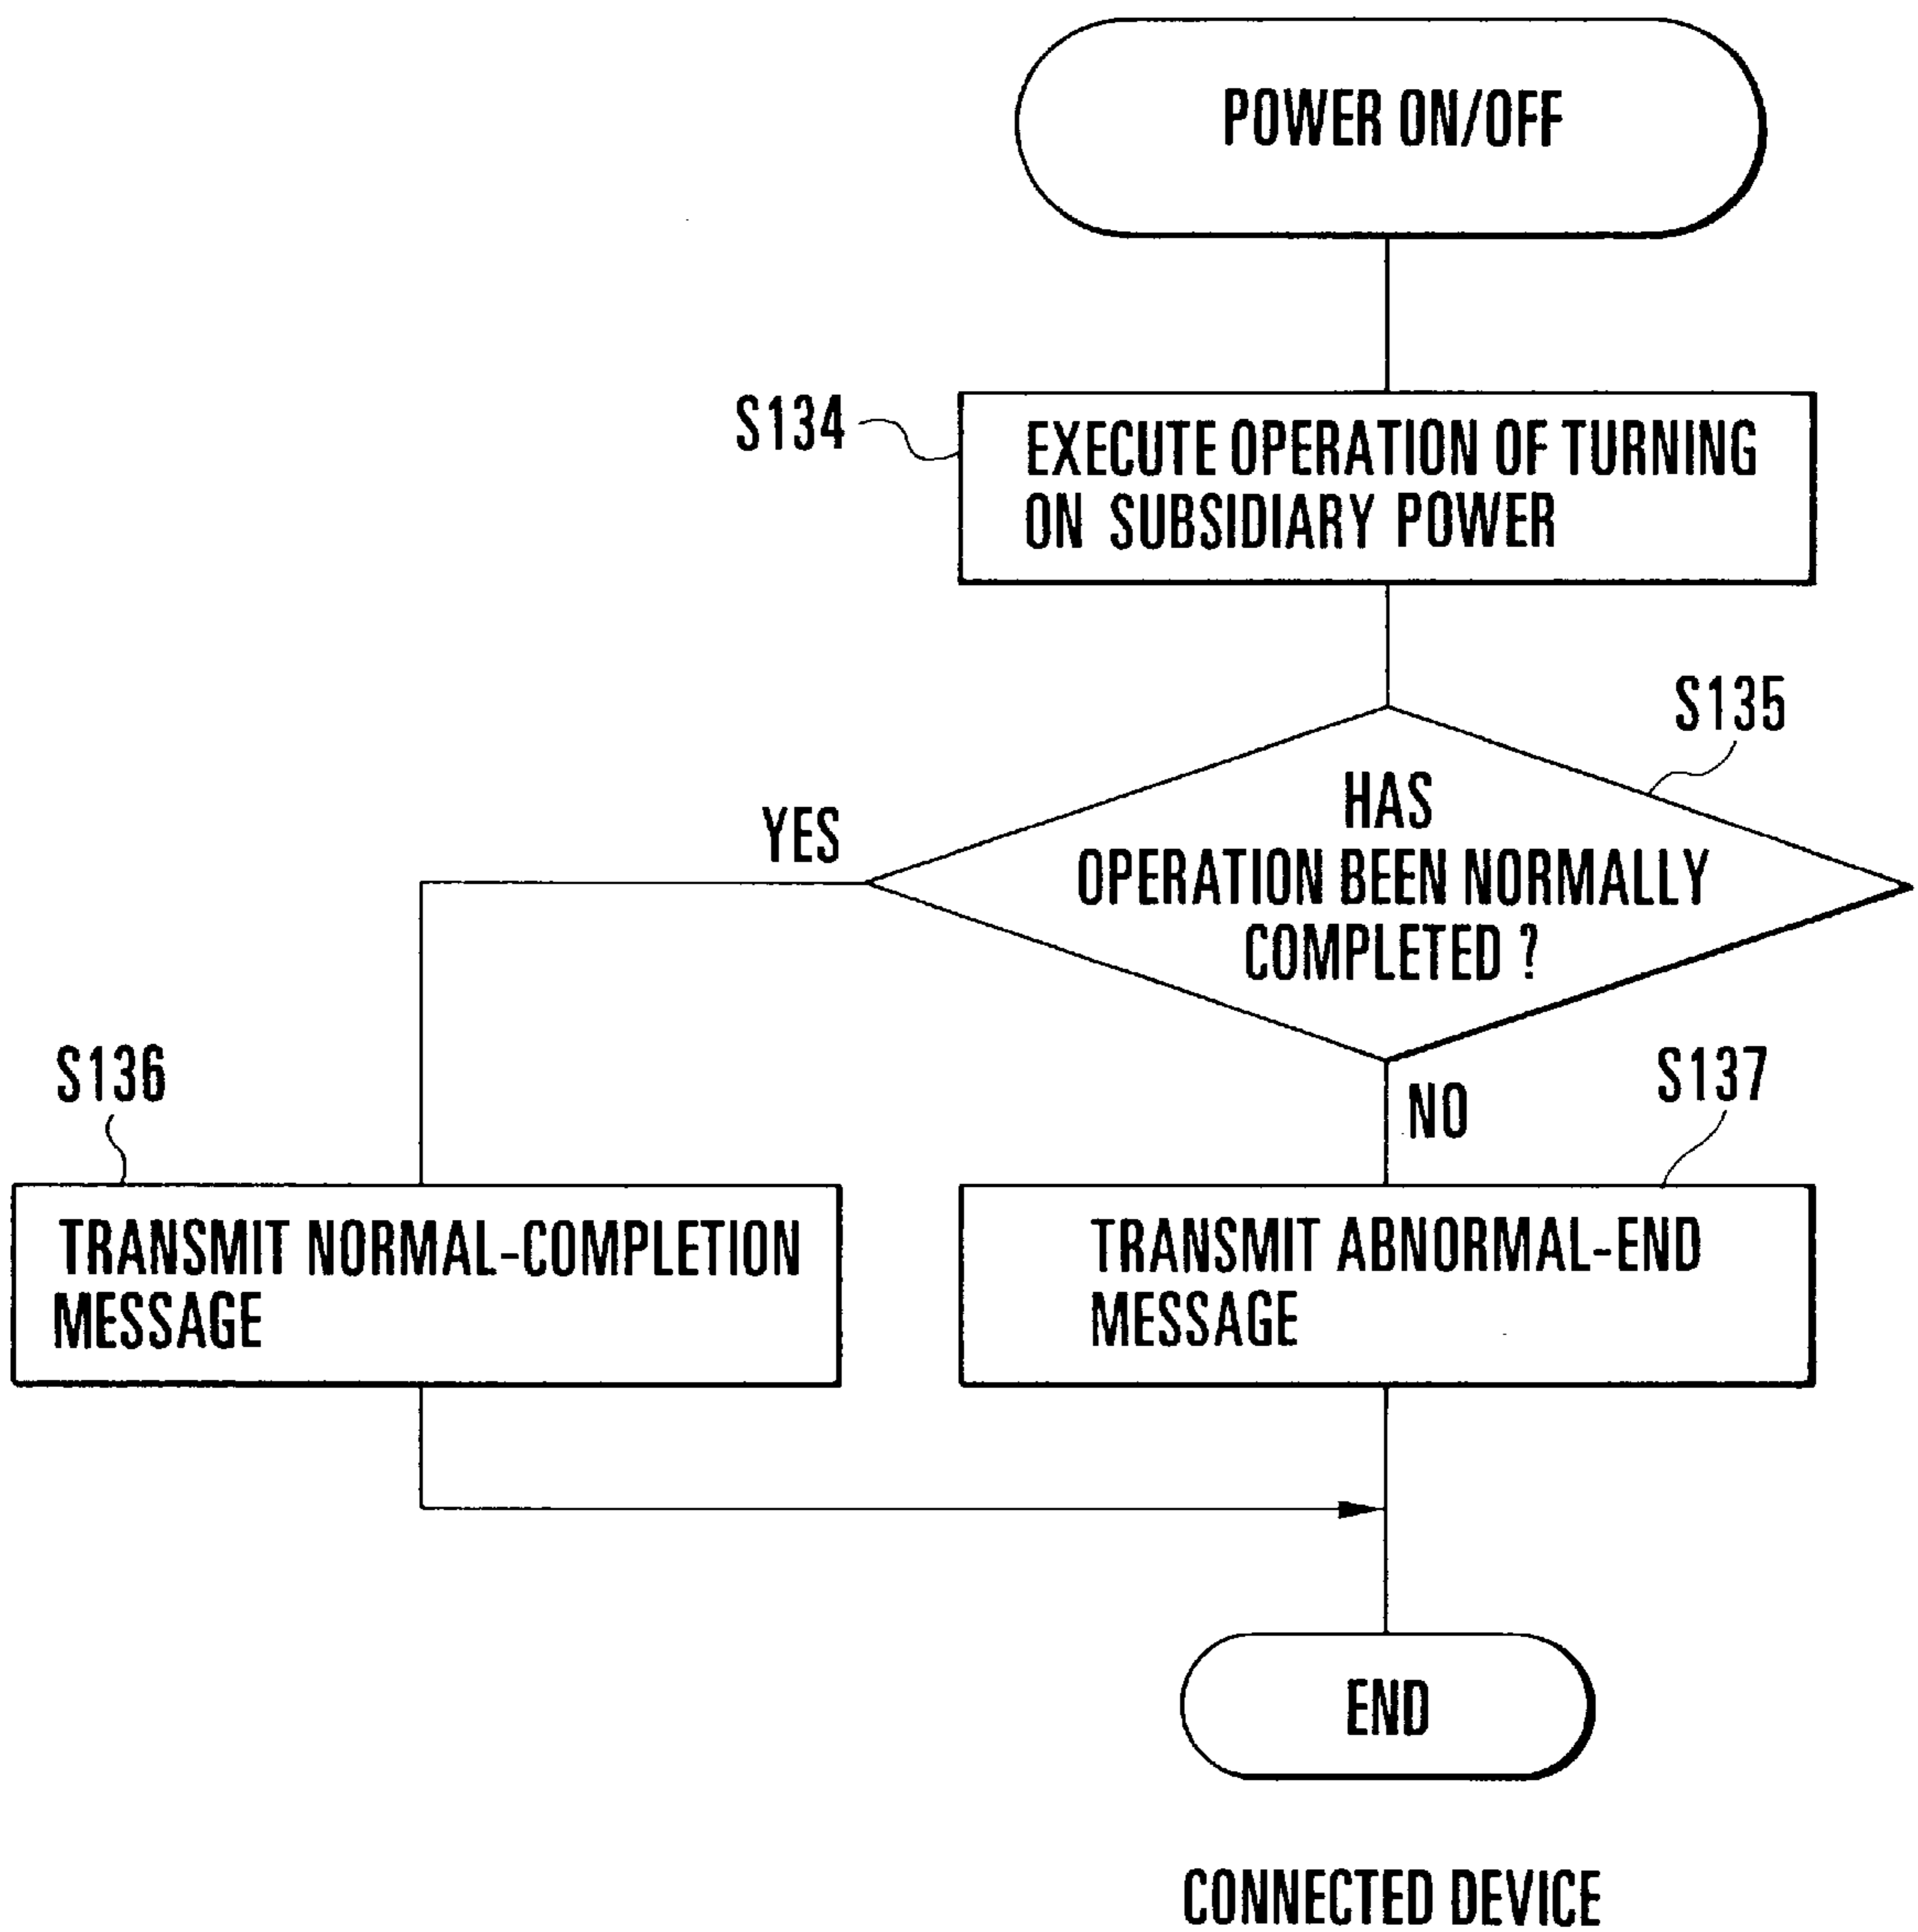 POWER ON/OFF
S134
EXECUTE OPERATION OF TURNING
ON SUBSIDIARY POWER
S135
HAS
OPERATION BEEN NORMALLY
COMPLETED ?
YES
NO
S136
TRANSMIT NORMAL-COMPLETION
MESSAGE
S137
TRANSMIT ABNORMAL-END
MESSAGE
END
CONNECTED DEVICE